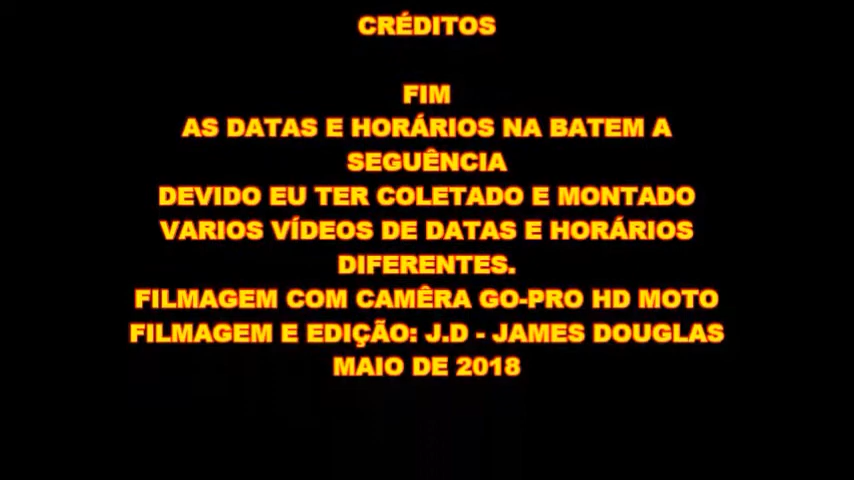 CRÉDITOS
FIM
AS DATAS E HORÁRIOS NA BATEM A
SEGUÊNCIA
DEVIDO EU TER COLETADO E MONTADO
VARIOS VÍDEOS DE DATAS E HORÁRIOS
DIFERENTES.
FILMAGEM COM CAMÊRA GO-PRO HD MOTO
FILMAGEM E EDIÇÃO: J.D - JAMES DOUGLAS
MAIO DE 2018